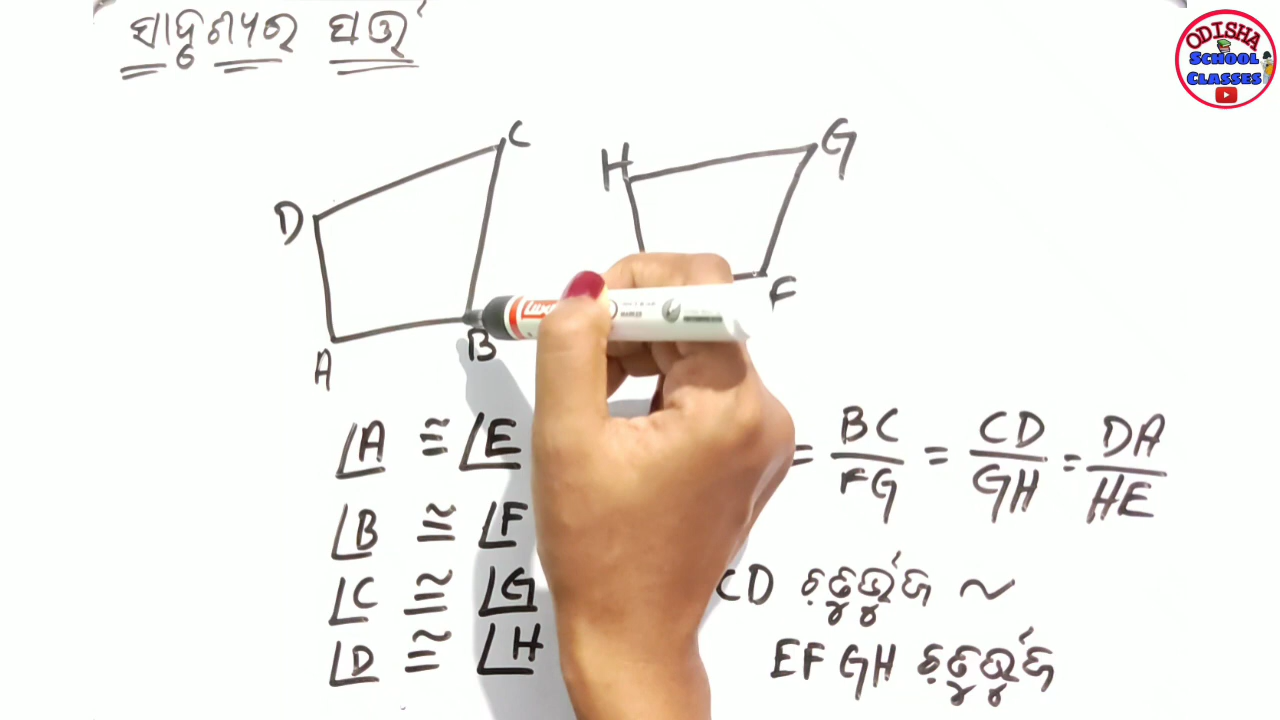 ସାଦୃଶ୍ୟର ସର୍ତ୍ତ
ODISHA
SCHOOL
CLASSES
C
H
G
D
F
B
A
∠A ≅ ∠E
∠B ≅ ∠F
∠C ≅ ∠G
∠D ≅ ∠H
= BC/FG = CD/GH = DA/HE
CD ଚତୁର୍ଭୁଜ ~
EFGH ଚତୁର୍ଭୁଜ